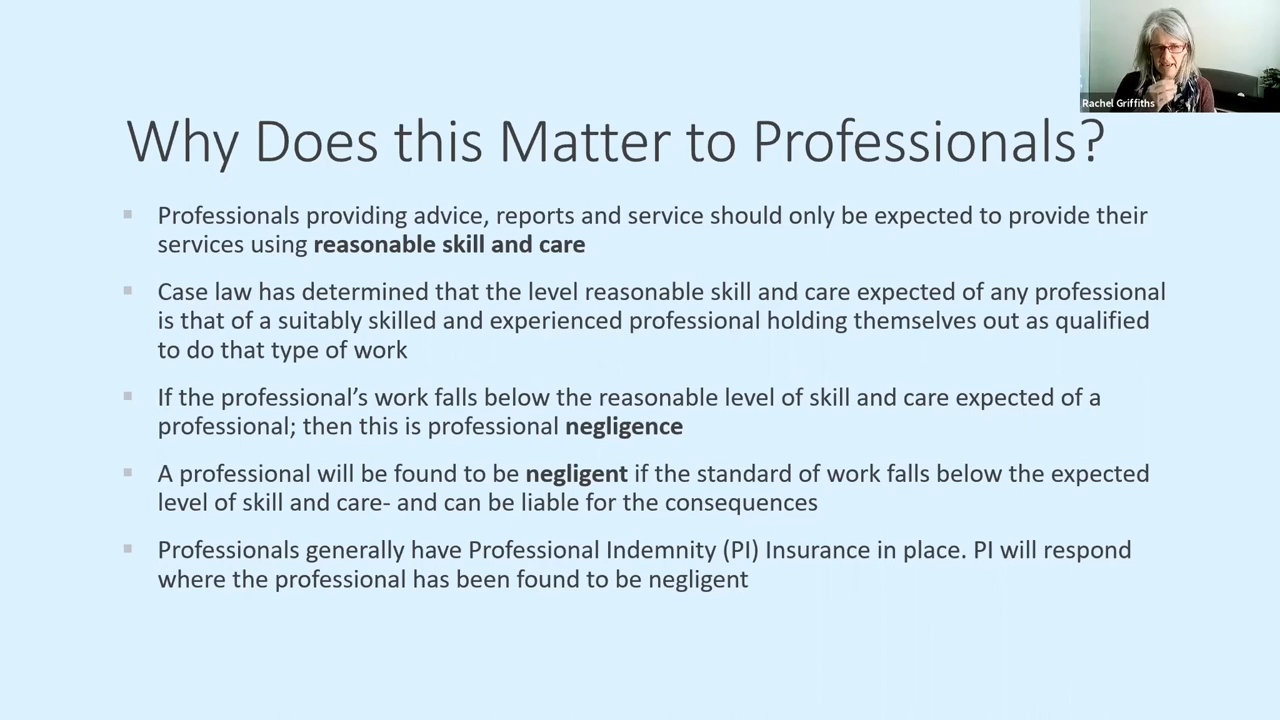 Rachel Griffiths
Why Does this Matter to Professionals?
Professionals providing advice, reports and service should only be expected to provide their
services using reasonable skill and care
Case law has determined that the level reasonable skill and care expected of any professional
is that of a suitably skilled and experienced professional holding themselves out as qualified
to do that type of work
If the professional’s work falls below the reasonable level of skill and care expected of a
professional; then this is professional negligence
A professional will be found to be negligent if the standard of work falls below the expected
level of skill and care- and can be liable for the consequences
Professionals generally have Professional Indemnity (PI) Insurance in place. PI will respond
where the professional has been found to be negligent